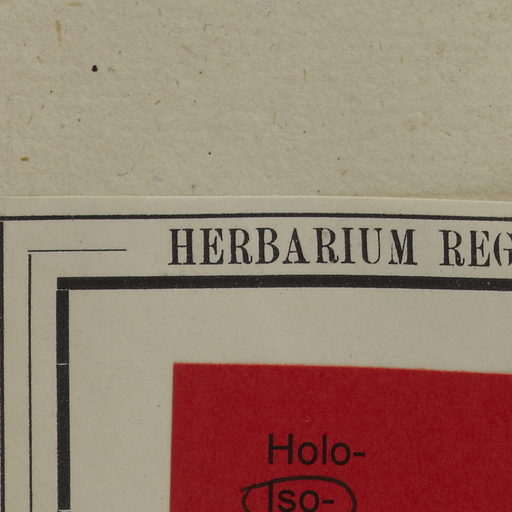 HERBARIUM REG
Holo-
Iso-